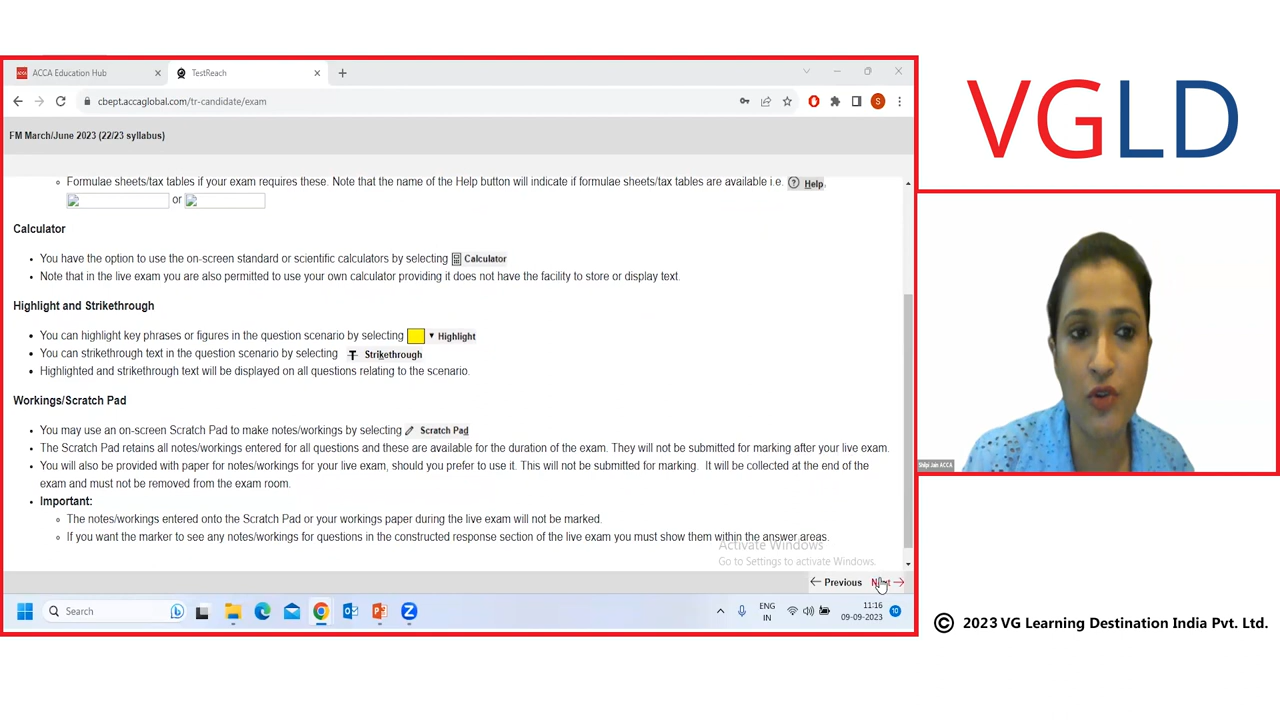 ACCA Education Hub
TestReach
cbept.accaglobal.com/tr-candidate/exam
S
FM March/June 2023 (22/23 syllabus)
Formulae sheets/tax tables if your exam requires these. Note that the name of the Help button will indicate if formulae sheets/tax tables are available i.e. Help,
or
Calculator
You have the option to use the on-screen standard or scientific calculators by selecting Calculator
Note that in the live exam you are also permitted to use your own calculator providing it does not have the facility to store or display text.
Highlight and Strikethrough
You can highlight key phrases or figures in the question scenario by selecting Highlight
You can strikethrough text in the question scenario by selecting Strikethrough
Highlighted and strikethrough text will be displayed on all questions relating to the scenario.
Workings/Scratch Pad
You may use an on-screen Scratch Pad to make notes/workings by selecting Scratch Pad
The Scratch Pad retains all notes/workings entered for all questions and these are available for the duration of the exam. They will not be submitted for marking after your live exam.
You will also be provided with paper for notes/workings for your live exam, should you prefer to use it. This will not be submitted for marking. It will be collected at the end of the
exam and must not be removed from the exam room.
Important:
The notes/workings entered onto the Scratch Pad or your workings paper during the live exam will not be marked.
If you want the marker to see any notes/workings for questions in the constructed response section of the live exam you must show them within the answer areas.
Activate Windows
Go to Settings to activate Windows.
Previous Next
Search
ENG
IN
11:16
09-09-2023
10
VGLD
Shilpi Jain ACCA
© 2023 VG Learning Destination India Pvt. Ltd.